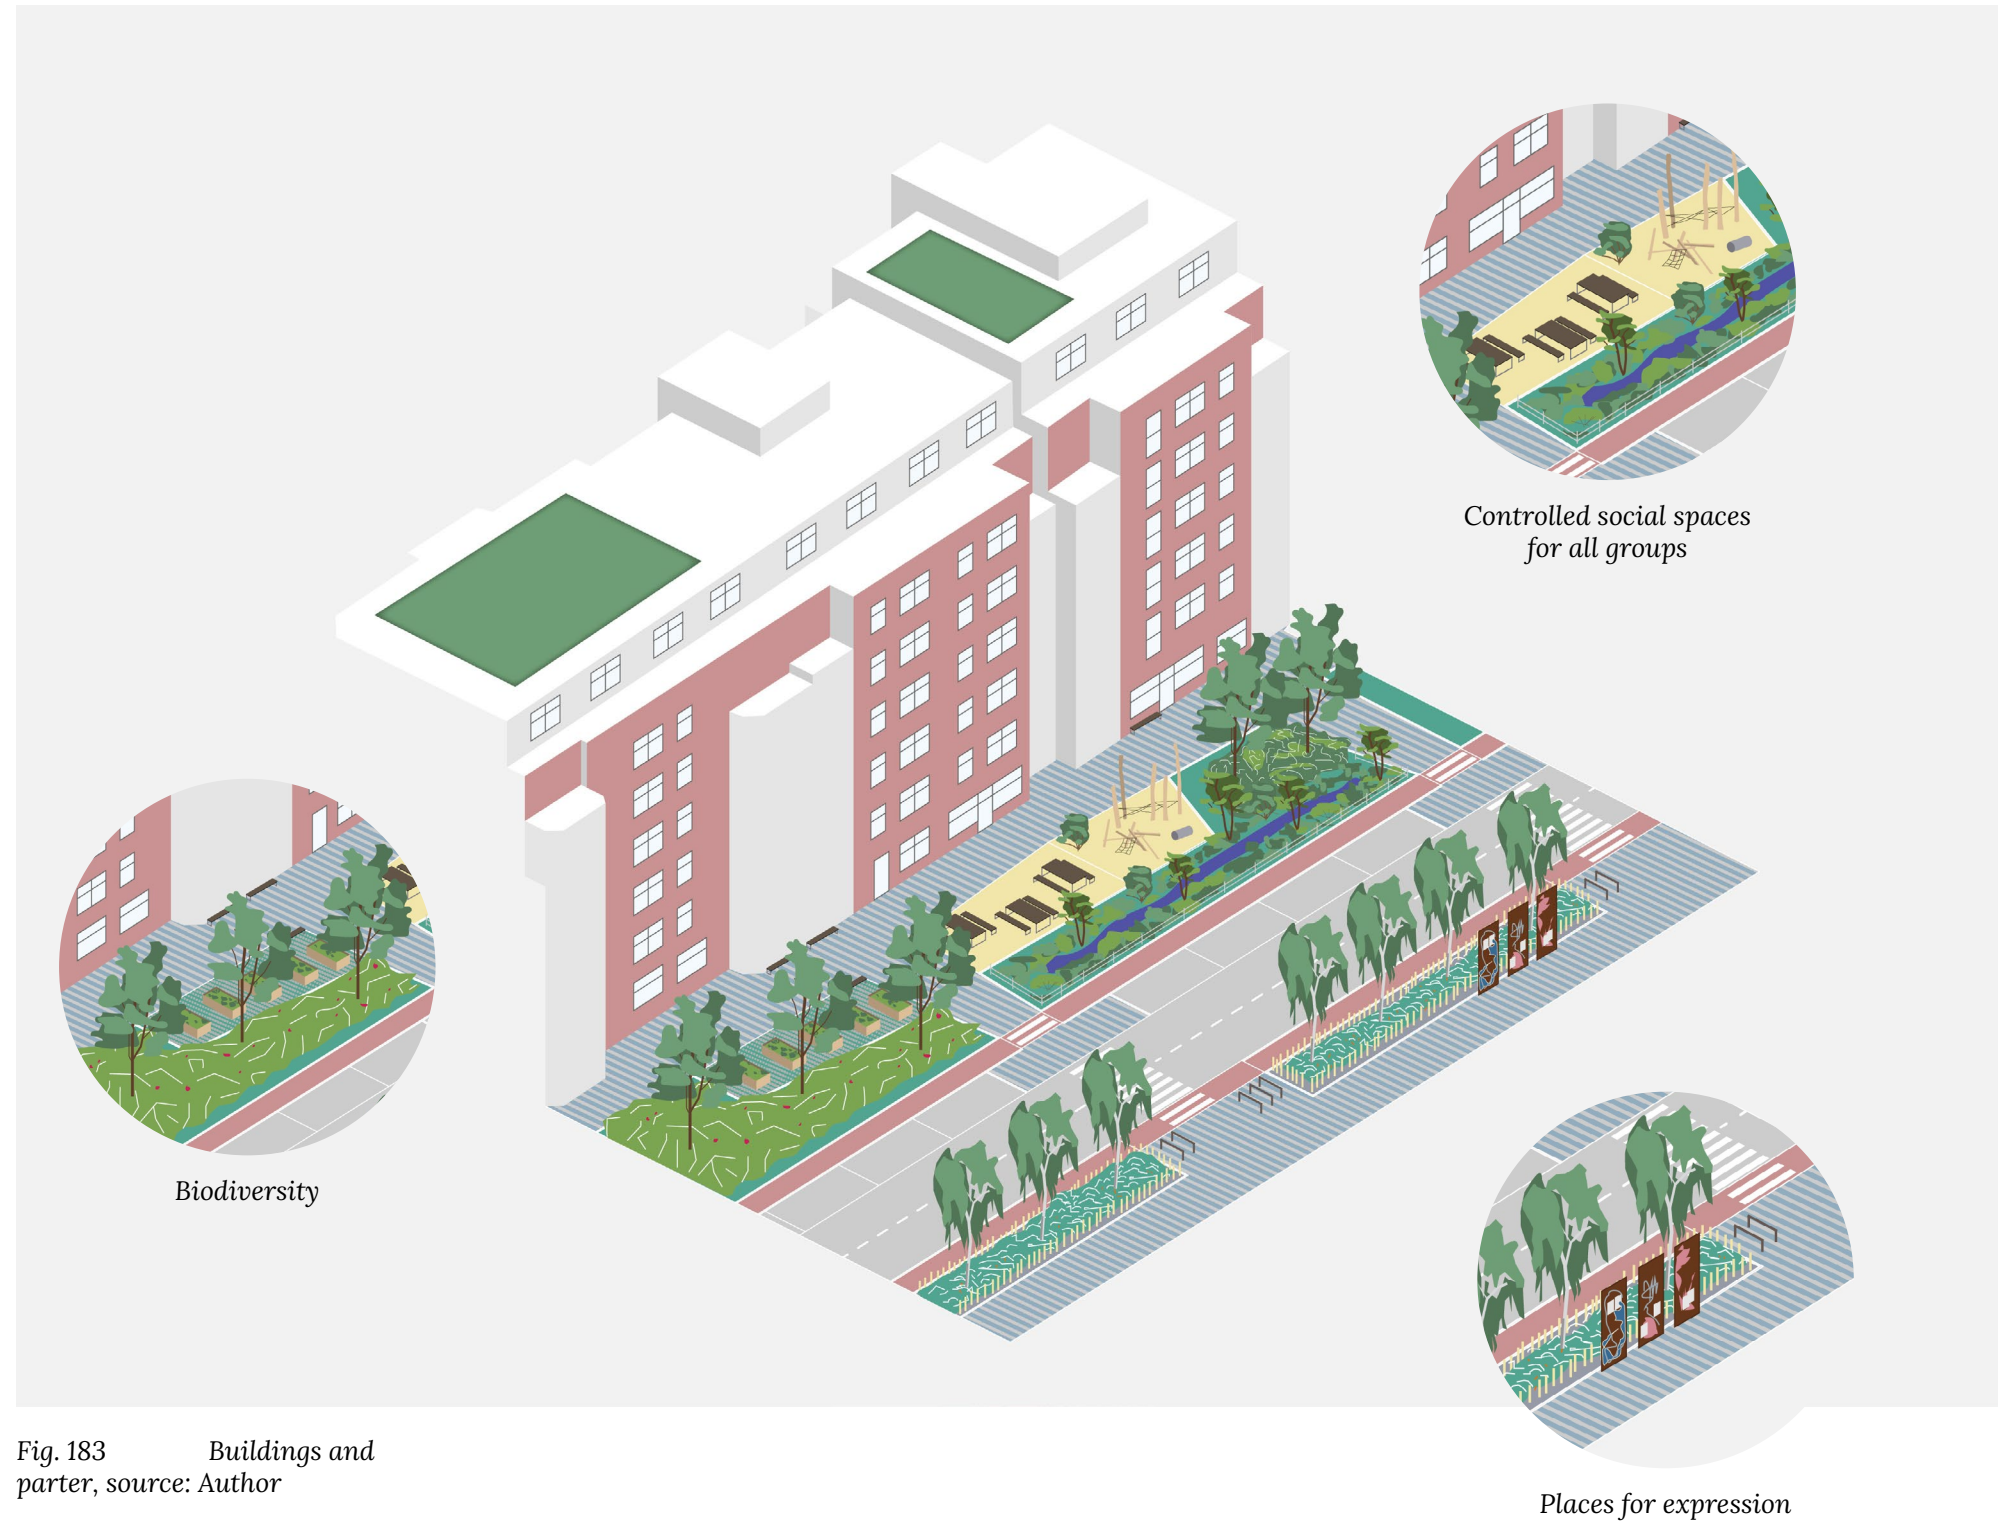 Controlled social spaces
for all groups
Biodiversity
Fig. 183 Buildings and
parter, source: Author
Places for expression